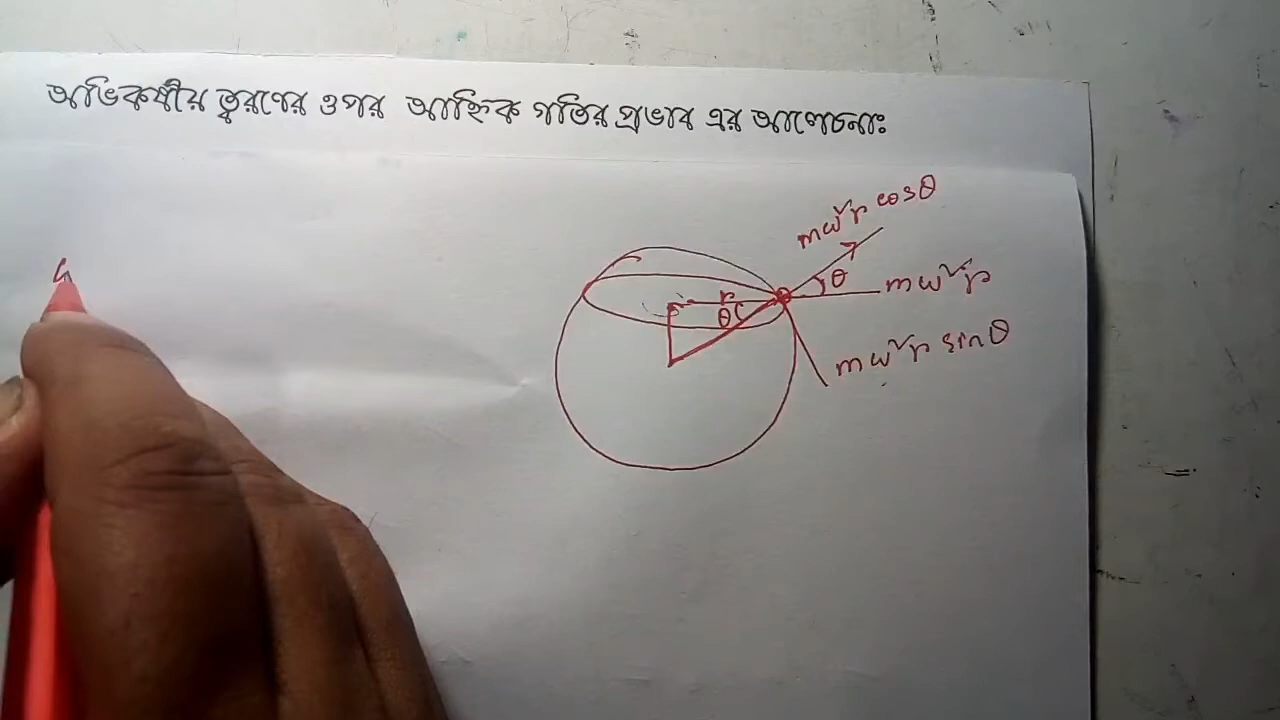 অভিকর্ষীয় ত্বরণের ওপর আহ্নিক গতির প্রভাব এর আলোচনাঃ
mω²r cosθ
θ
mω²r
r
θ
mω²r sinθ